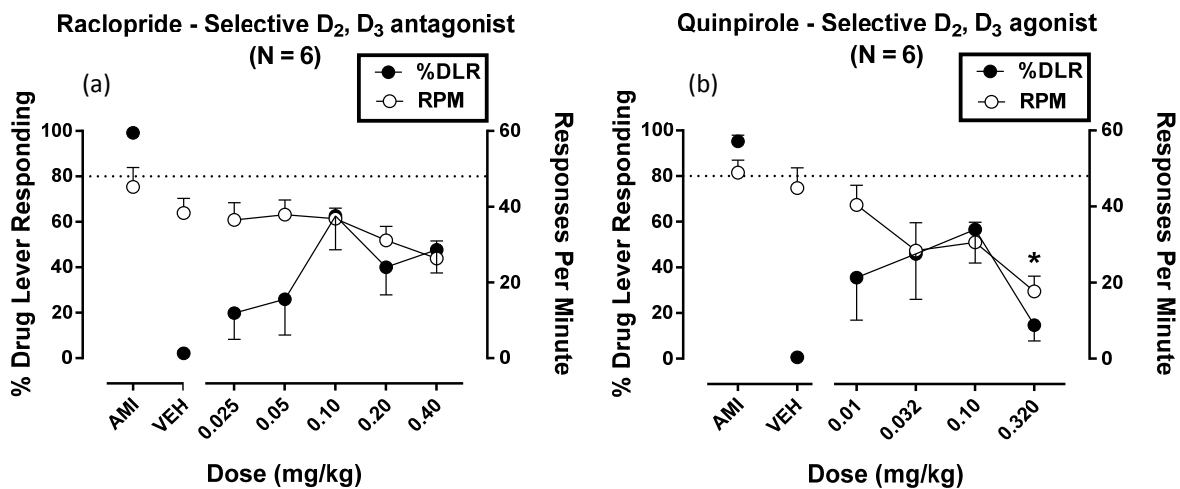 Raclopride - Selective D2, D3 antagonist
(N = 6)
(a)
%DLR
RPM
% Drug Lever Responding
100
80
60
40
20
0
60
40
20
0
Responses Per Minute
AMI
VEH
0.025
0.05
0.10
0.20
0.40
Dose (mg/kg)
Quinpirole - Selective D2, D3 agonist
(N = 6)
(b)
%DLR
RPM
% Drug Lever Responding
100
80
60
40
20
0
60
40
20
0
Responses Per Minute
*
AMI
VEH
0.01
0.032
0.10
0.320
Dose (mg/kg)